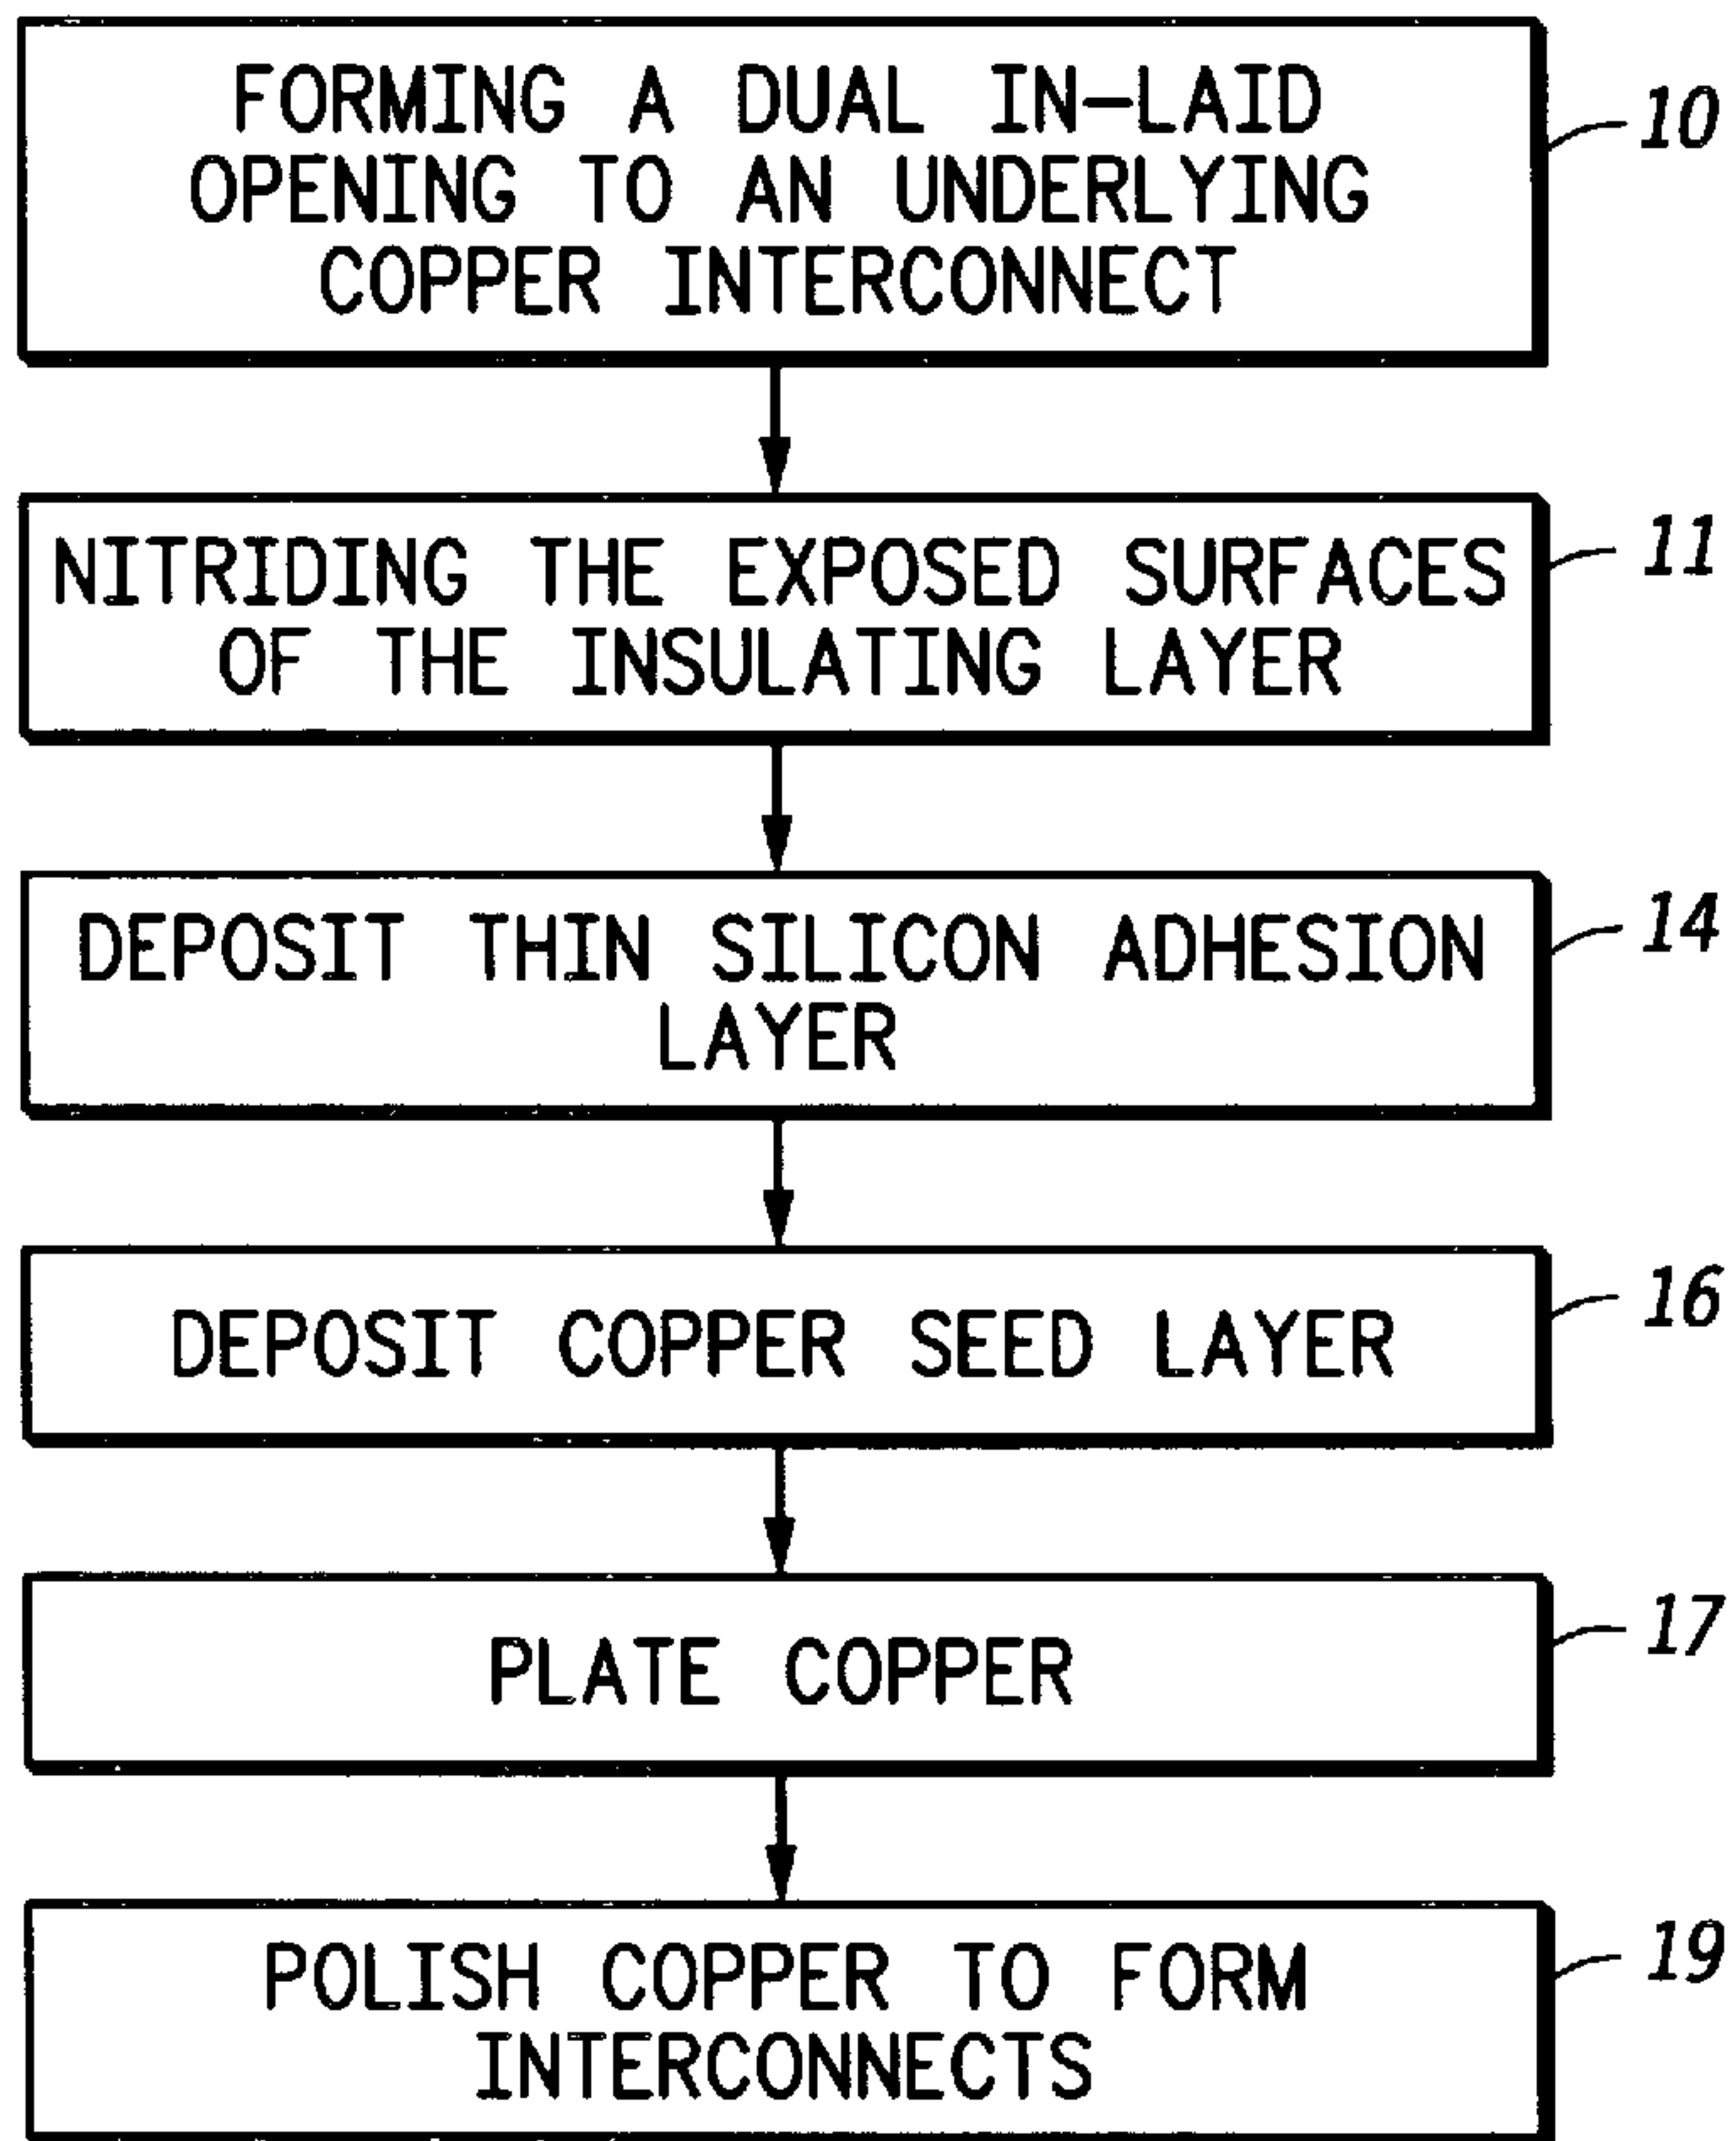 FORMING A DUAL IN-LAID
OPENING TO AN UNDERLYING
COPPER INTERCONNECT
10
NITRIDING THE EXPOSED SURFACES
OF THE INSULATING LAYER
11
DEPOSIT THIN SILICON ADHESION
LAYER
14
DEPOSIT COPPER SEED LAYER
16
PLATE COPPER
17
POLISH COPPER TO FORM
INTERCONNECTS
19